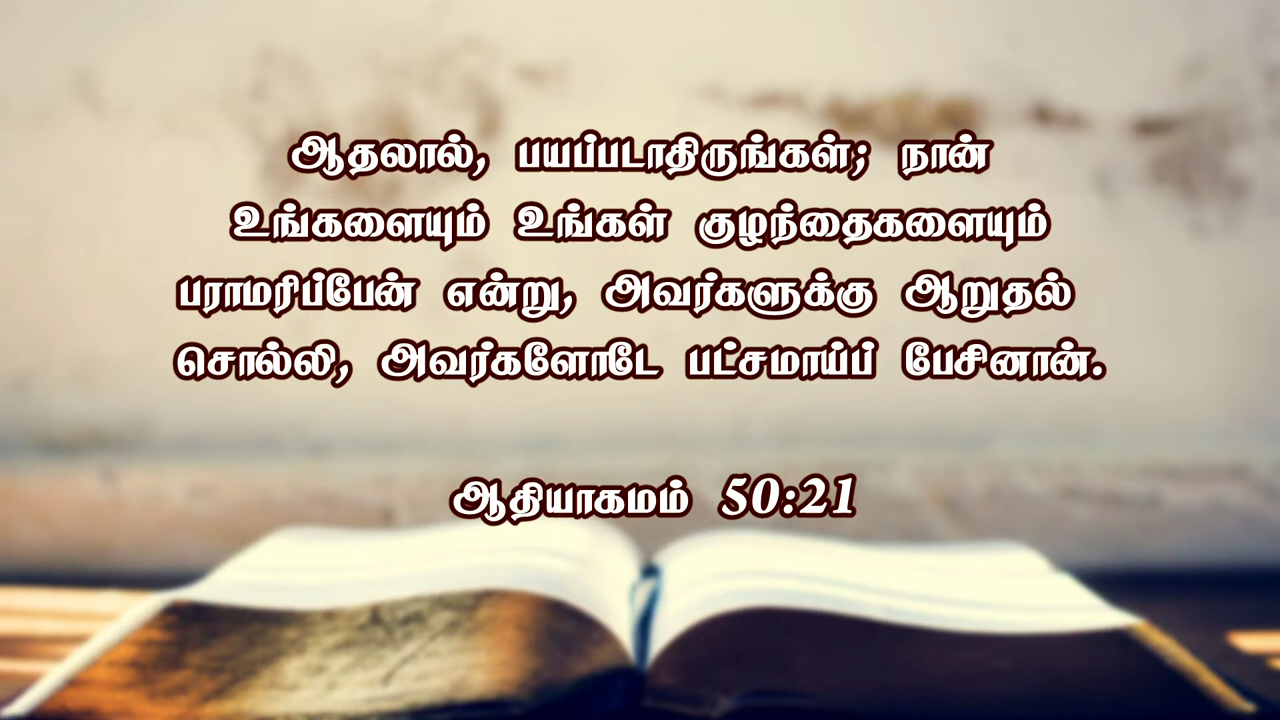 ஆதலால், பயப்படாதிருங்கள்; நான்
உங்களையும் உங்கள் குழந்தைகளையும்
பராமரிப்பேன் என்று, அவர்களுக்கு ஆறுதல்
சொல்லி, அவர்களோடே பட்சமாய்ப் பேசினான்.
ஆதியாகமம் 50:21